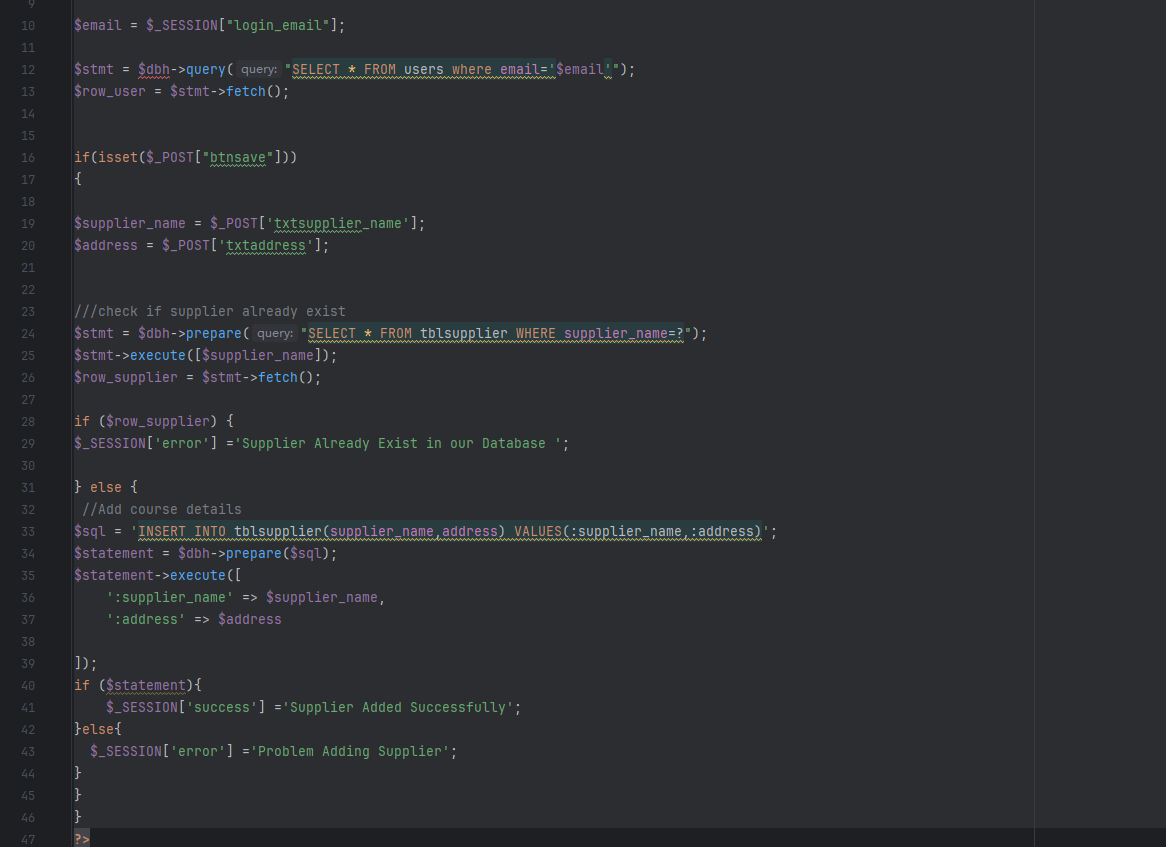 9
10 $email = $_SESSION["login_email"];
11
12 $stmt = $dbh->query( query: "SELECT * FROM users where email='$email'");
13 $row_user = $stmt->fetch();
14
15
16 if(isset($_POST["btnsave"]))
17 {
18
19 $supplier_name = $_POST['txtsupplier_name'];
20 $address = $_POST['txtaddress'];
21
22
23 ///check if supplier already exist
24 $stmt = $dbh->prepare( query: "SELECT * FROM tblsupplier WHERE supplier_name=?");
25 $stmt->execute([$supplier_name]);
26 $row_supplier = $stmt->fetch();
27
28 if ($row_supplier) {
29 $_SESSION['error'] ='Supplier Already Exist in our Database ';
30
31 } else {
32 //Add course details
33 $sql = 'INSERT INTO tblsupplier(supplier_name,address) VALUES(:supplier_name,:address)';
34 $statement = $dbh->prepare($sql);
35 $statement->execute([
36 ':supplier_name' => $supplier_name,
37 ':address' => $address
38
39 ]);
40 if ($statement){
41 $_SESSION['success'] ='Supplier Added Successfully';
42 }else{
43 $_SESSION['error'] ='Problem Adding Supplier';
44 }
45 }
46 }
47 ?>